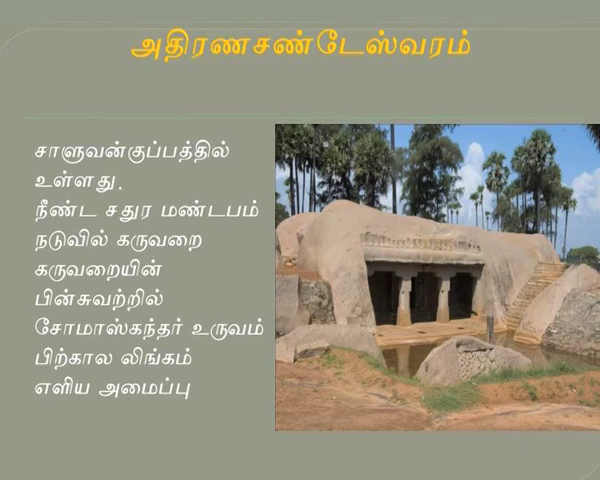 அதிரணசண்டேஸ்வரம்
சாளுவன்குப்பத்தில்
உள்ளது.
நீண்ட சதுர மண்டபம்
நடுவில் கருவறை
கருவறையின்
பின்சுவற்றில்
சோமாஸ்கந்தர் உருவம்
பிற்கால லிங்கம்
எளிய அமைப்பு